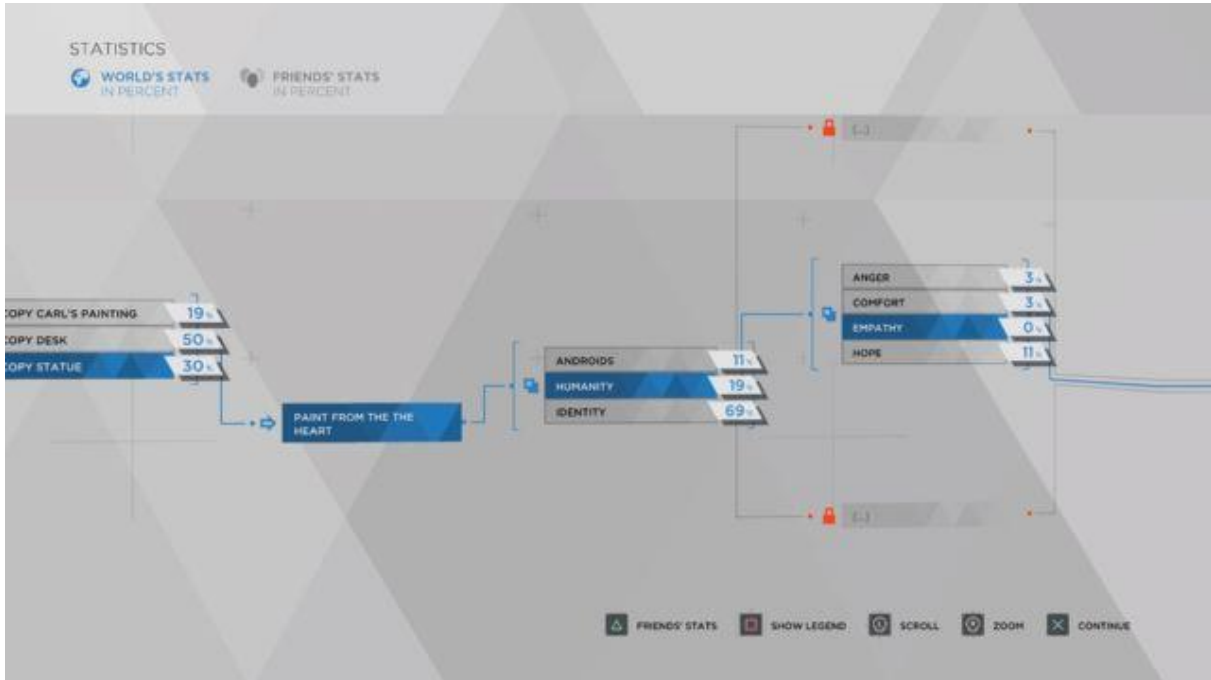 STATISTICS
WORLD'S STATS
IN PERCENT
FRIENDS' STATS
IN PERCENT
[...]
COPY CARL'S PAINTING 19%
COPY DESK 50%
COPY STATUE 30%
PAINT FROM THE THE
HEART
ANDROIDS 11%
HUMANITY 19%
IDENTITY 69%
ANGER 3%
COMFORT 3%
EMPATHY 0%
HOPE 11%
[...]
FRIENDS' STATS
SHOW LEGEND
SCROLL
ZOOM
CONTINUE